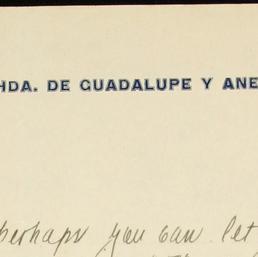 HDA. DE GUADALUPE Y ANE
perhaps you can let